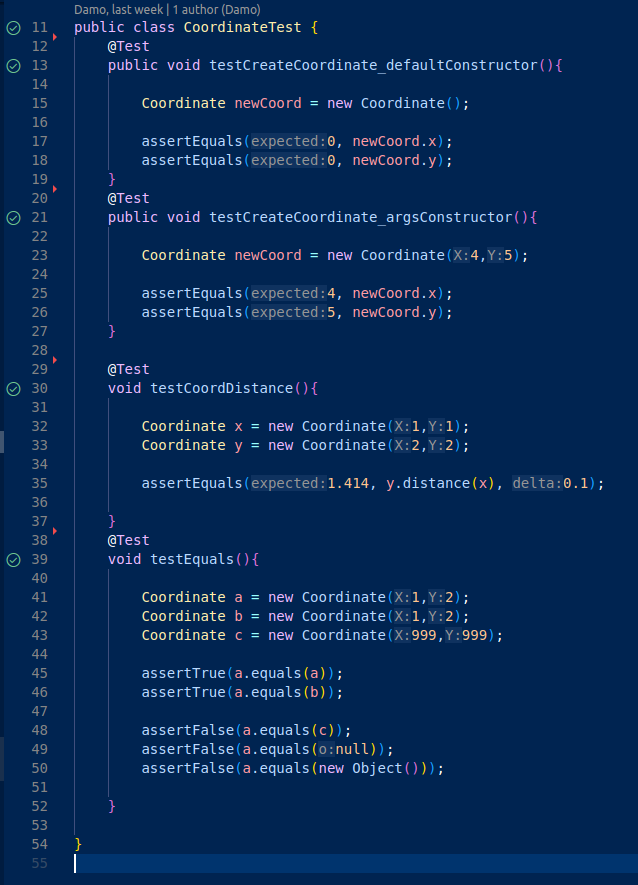 Damo, last week | 1 author (Damo)
11 public class CoordinateTest {
12 @Test
13 public void testCreateCoordinate_defaultConstructor(){
14
15 Coordinate newCoord = new Coordinate();
16
17 assertEquals(expected:0, newCoord.x);
18 assertEquals(expected:0, newCoord.y);
19 }
20 @Test
21 public void testCreateCoordinate_argsConstructor(){
22
23 Coordinate newCoord = new Coordinate(X:4,Y:5);
24
25 assertEquals(expected:4, newCoord.x);
26 assertEquals(expected:5, newCoord.y);
27 }
28
29 @Test
30 void testCoordDistance(){
31
32 Coordinate x = new Coordinate(X:1,Y:1);
33 Coordinate y = new Coordinate(X:2,Y:2);
34
35 assertEquals(expected:1.414, y.distance(x), delta:0.1);
36
37 }
38 @Test
39 void testEquals(){
40
41 Coordinate a = new Coordinate(X:1,Y:2);
42 Coordinate b = new Coordinate(X:1,Y:2);
43 Coordinate c = new Coordinate(X:999,Y:999);
44
45 assertTrue(a.equals(a));
46 assertTrue(a.equals(b));
47
48 assertFalse(a.equals(c));
49 assertFalse(a.equals(o:null));
50 assertFalse(a.equals(new Object()));
51
52 }
53
54 }
55